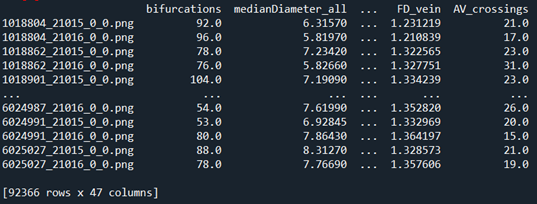 bifurcations medianDiameter_all ... FD_vein AV_crossings
1018804_21015_0_0.png 92.0 6.31570 ... 1.231219 21.0
1018804_21016_0_0.png 96.0 5.81970 ... 1.210839 17.0
1018862_21015_0_0.png 78.0 7.23420 ... 1.322565 23.0
1018862_21016_0_0.png 76.0 5.82660 ... 1.327751 31.0
1018901_21015_0_0.png 104.0 7.19090 ... 1.334239 23.0
... ... ... ... ... ...
6024987_21016_0_0.png 54.0 7.61990 ... 1.352820 26.0
6024991_21015_0_0.png 53.0 6.92845 ... 1.332969 20.0
6024991_21016_0_0.png 80.0 7.86430 ... 1.364197 15.0
6025027_21015_0_0.png 88.0 8.31270 ... 1.328573 21.0
6025027_21016_0_0.png 78.0 7.76690 ... 1.357606 19.0
[92366 rows x 47 columns]